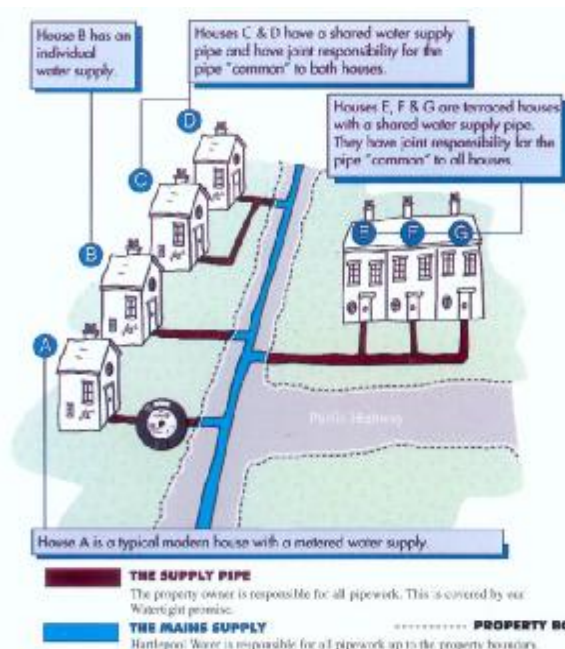 House B has an
individual
water supply.
Houses C & D have a shared water supply
pipe and have joint responsibility for the
pipe "common" to both houses.
Houses E, F & G are terraced houses
with a shared water supply pipe.
They have joint responsibility for the
pipe "common" to all houses.
D
C
B
A
E F G
Public Highway
House A is a typical modern house with a metered water supply.
THE SUPPLY PIPE
The property owner is responsible for all pipework. This is covered by our
Watertight promise.
THE MAINS SUPPLY
PROPERTY BO
Hartlepool Water is responsible for all pipework up to the property boundary.